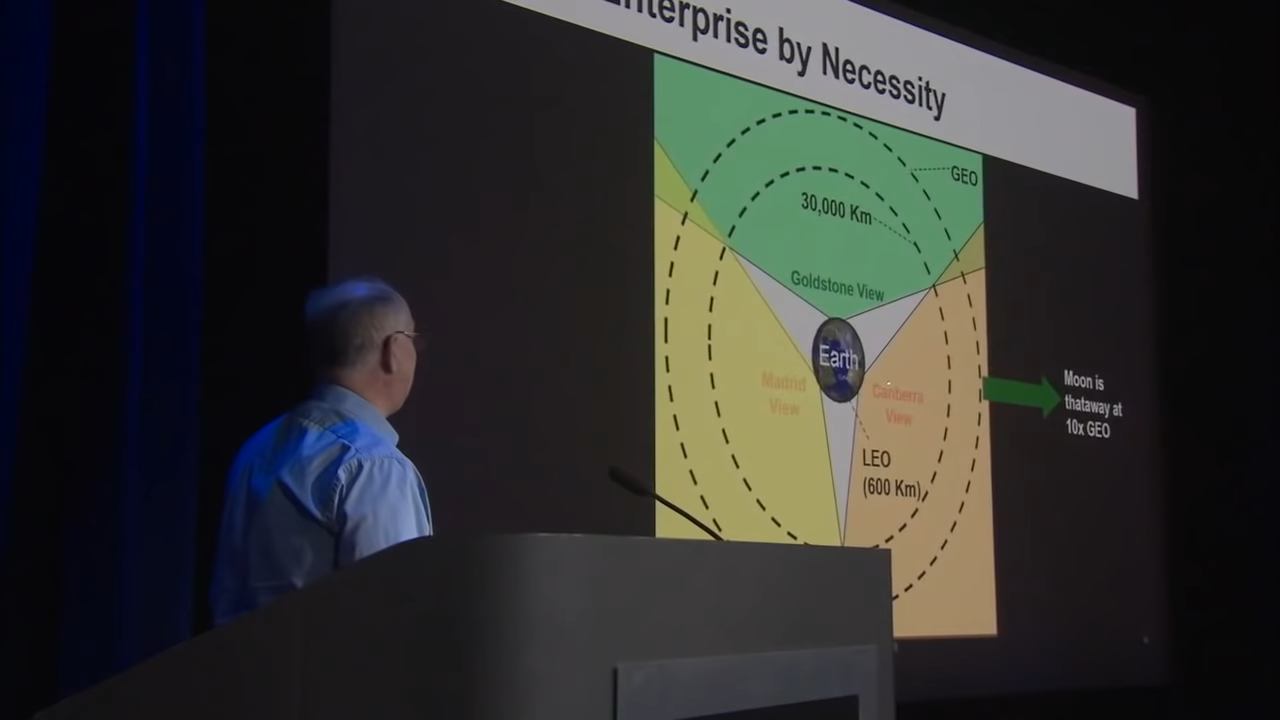 Enterprise by Necessity
GEO
30,000 Km
Goldstone View
Earth
Madrid
View
Canberra
View
LEO
(600 Km)
Moon is
thataway at
10x GEO